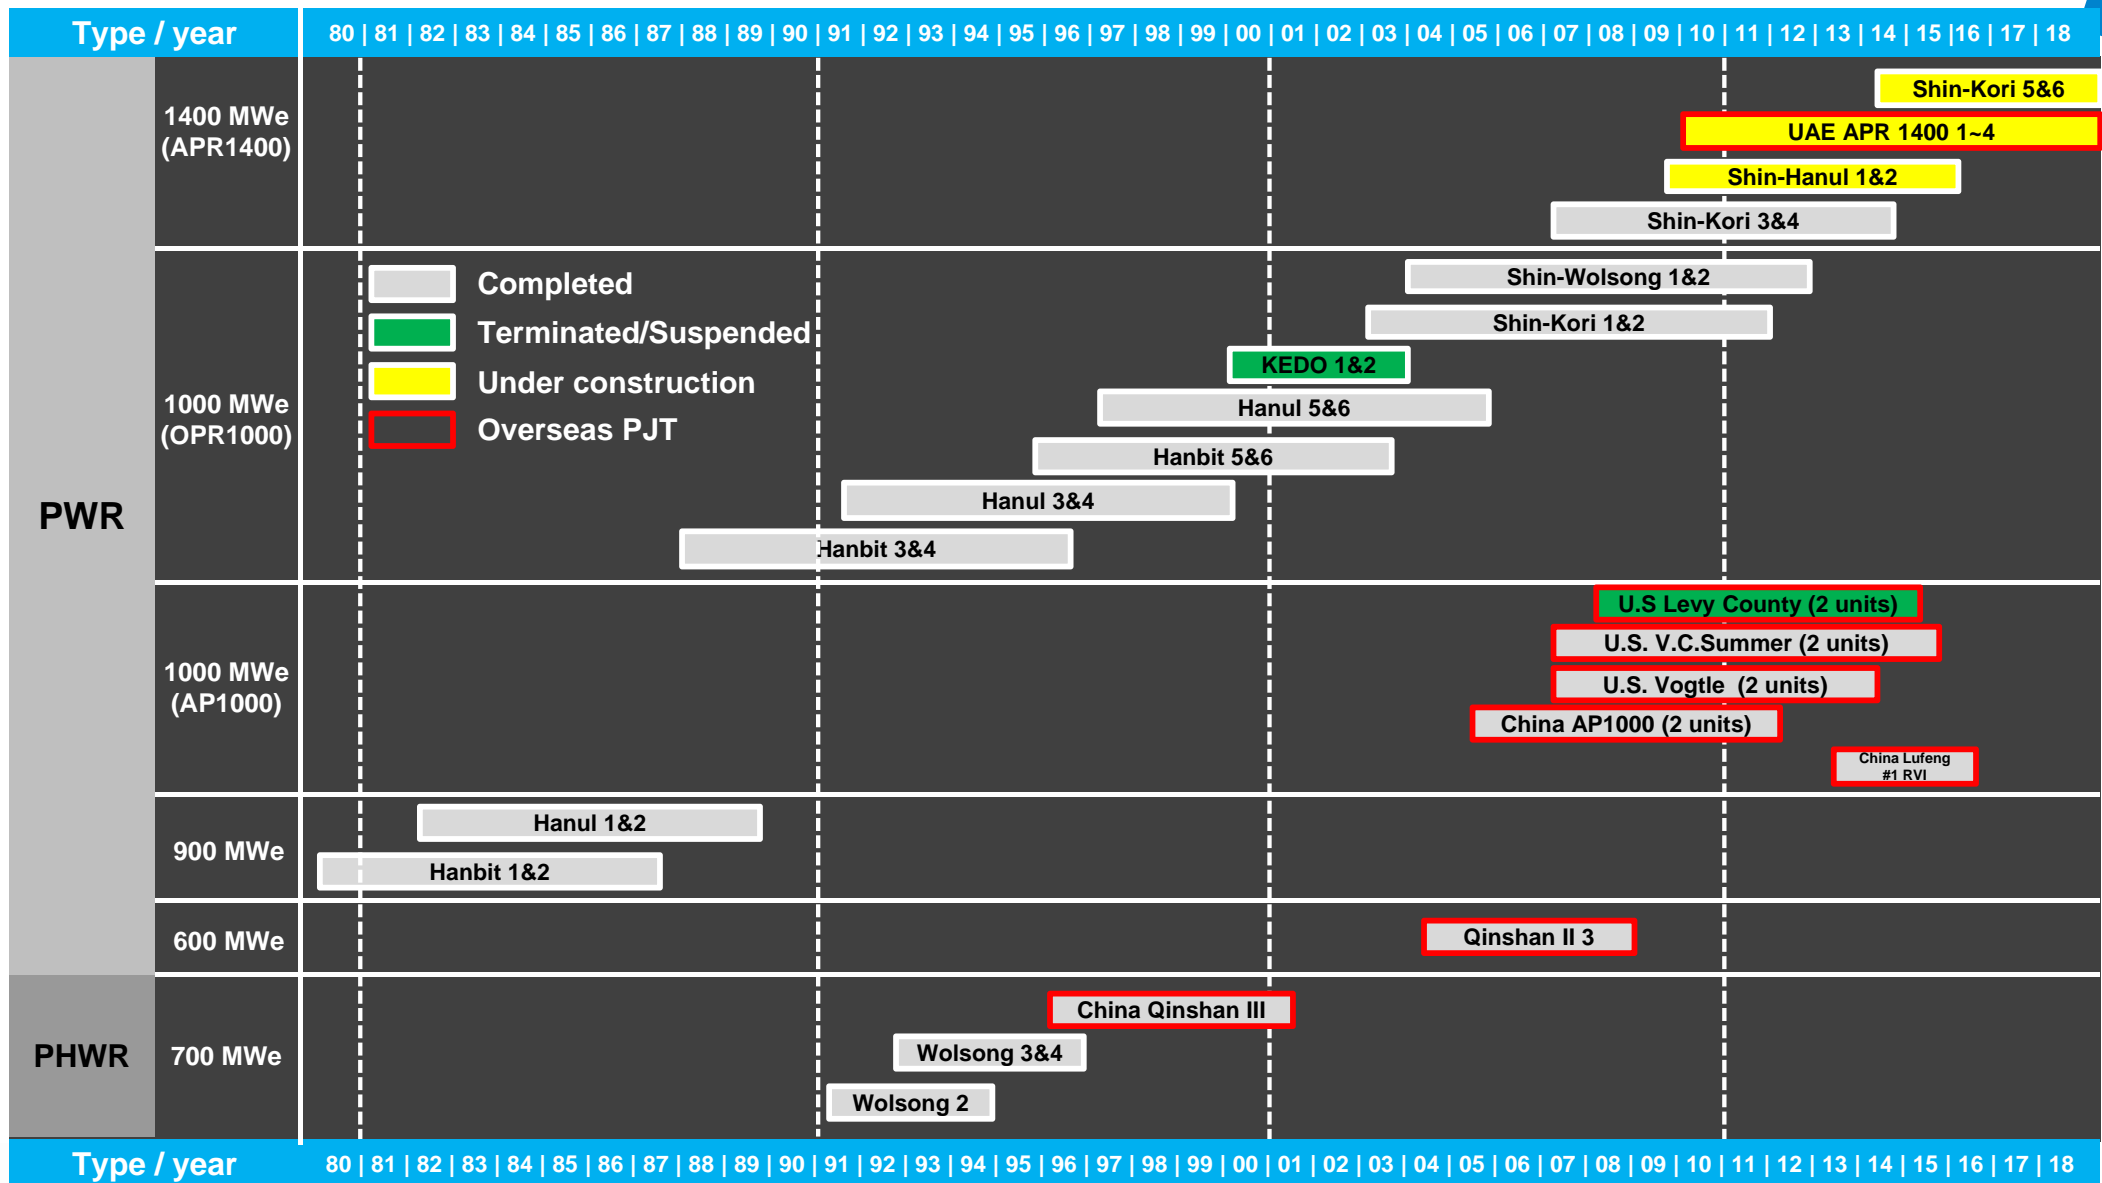 Type / year
80 | 81 | 82 | 83 | 84 | 85 | 86 | 87 | 88 | 89 | 90 | 91 | 92 | 93 | 94 | 95 | 96 | 97 | 98 | 99 | 00 | 01 | 02 | 03 | 04 | 05 | 06 | 07 | 08 | 09 | 10 | 11 | 12 | 13 | 14 | 15 |16 | 17 | 18
PWR
1400 MWe
(APR1400)
Shin-Kori 5&6
UAE APR 1400 1~4
Shin-Hanul 1&2
Shin-Kori 3&4
1000 MWe
(OPR1000)
Completed
Terminated/Suspended
Under construction
Overseas PJT
Shin-Wolsong 1&2
Shin-Kori 1&2
KEDO 1&2
Hanul 5&6
Hanbit 5&6
Hanul 3&4
Hanbit 3&4
1000 MWe
(AP1000)
U.S Levy County (2 units)
U.S. V.C.Summer (2 units)
U.S. Vogtle (2 units)
China AP1000 (2 units)
China Lufeng
#1 RVI
900 MWe
Hanul 1&2
Hanbit 1&2
600 MWe
Qinshan II 3
PHWR
700 MWe
China Qinshan III
Wolsong 3&4
Wolsong 2
Type / year
80 | 81 | 82 | 83 | 84 | 85 | 86 | 87 | 88 | 89 | 90 | 91 | 92 | 93 | 94 | 95 | 96 | 97 | 98 | 99 | 00 | 01 | 02 | 03 | 04 | 05 | 06 | 07 | 08 | 09 | 10 | 11 | 12 | 13 | 14 | 15 | 16 | 17 | 18